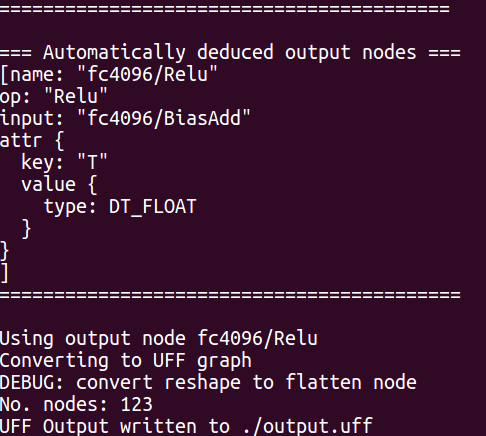 =========================================
=== Automatically deduced output nodes ===
[name: "fc4096/Relu"
op: "Relu"
input: "fc4096/BiasAdd"
attr {
  key: "T"
  value {
    type: DT_FLOAT
  }
}
]
==========================================
Using output node fc4096/Relu
Converting to UFF graph
DEBUG: convert reshape to flatten node
No. nodes: 123
UFF Output written to ./output.uff